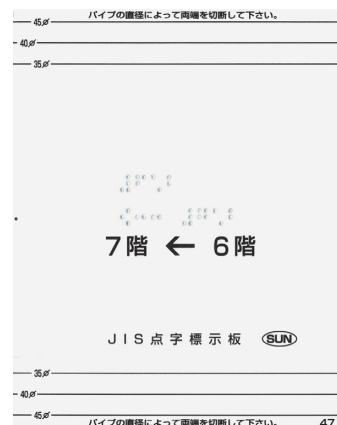 パイプの直径によって両端を切断して下さい。
45ø
40ø
35ø
7階 ← 6階
JIS点字標示板 SUN
35ø
40ø
45ø
パイプの直径によって両端を切断して下さい。 47